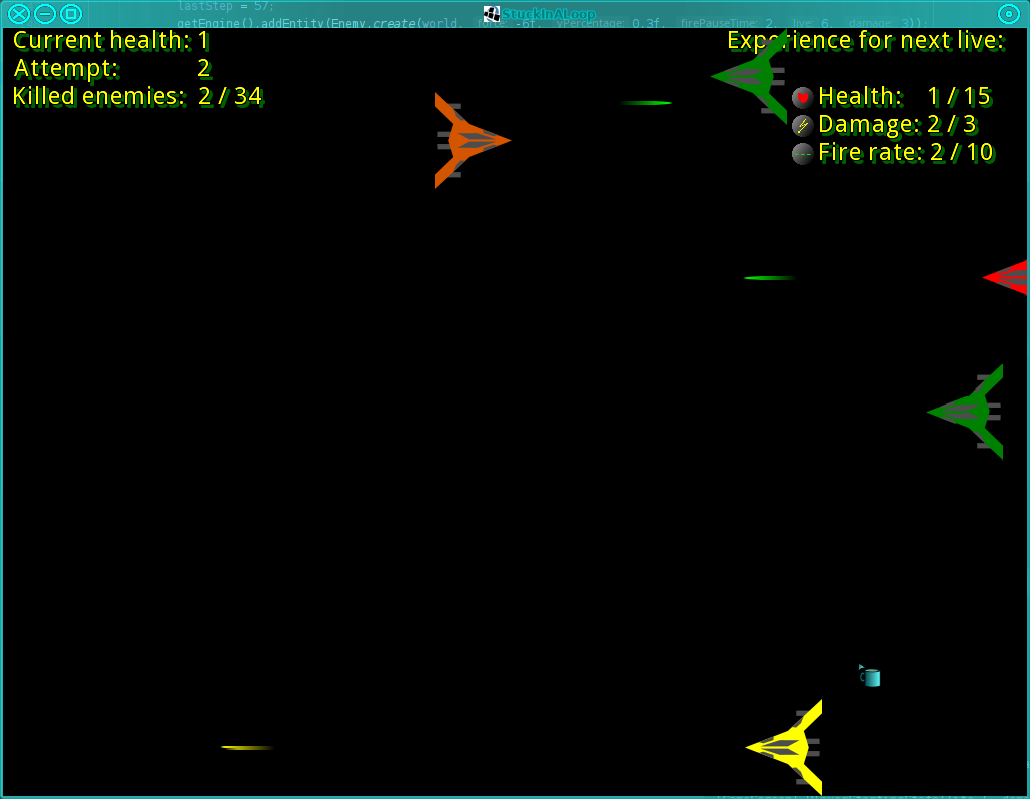 lastStep = 57;
StuckInALoop
getEngine().addEntity(Enemy.create(world, -6f, yPercentage: 0.3f, firePauseTime: 2, live: 6, damage: 3));
Current health: 1
Attempt: 2
Killed enemies: 2 / 34
Experience for next live:
Health: 1 / 15
Damage: 2 / 3
Fire rate: 2 / 10